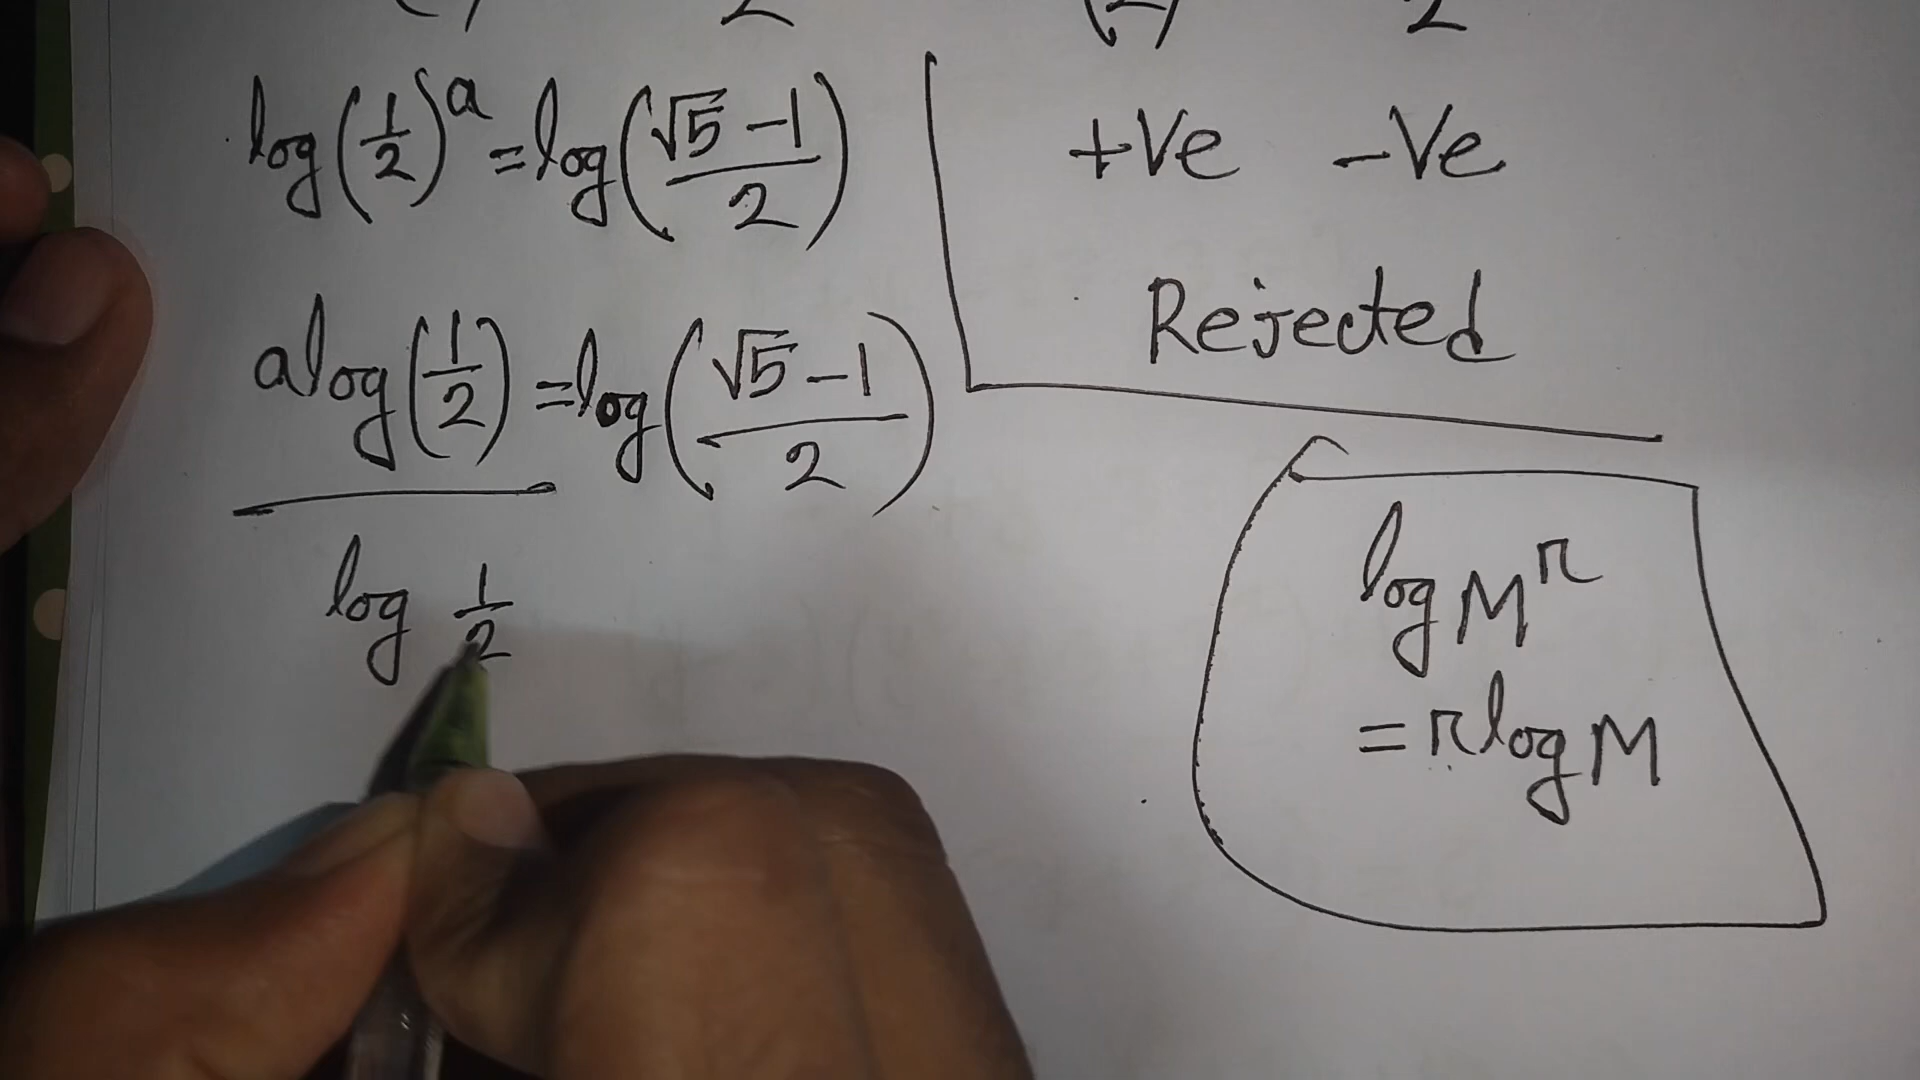 log(1/2)^a = log((√5 - 1)/2)
a log(1/2) = log((√5 - 1)/2)
log 1/2
+Ve -Ve
Rejected
log M^r
= r log M